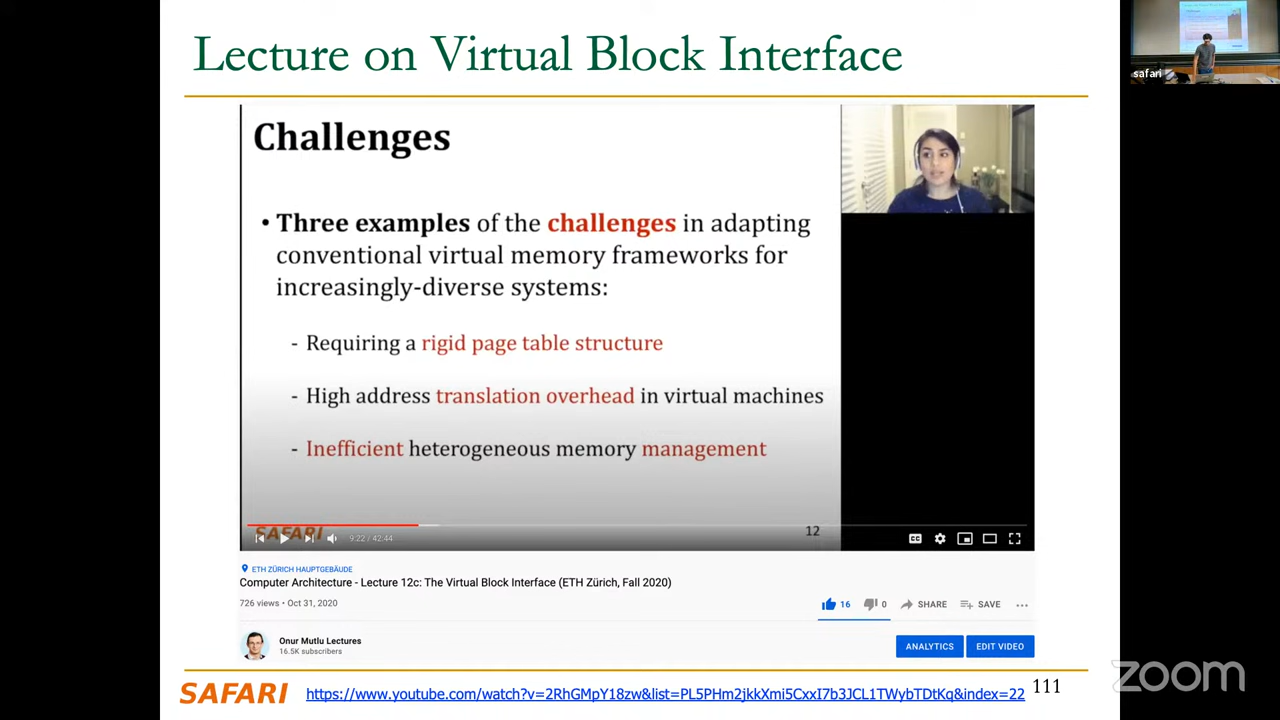 Lecture on Virtual Block Interface
safari
Challenges
• Three examples of the challenges in adapting
conventional virtual memory frameworks for
increasingly-diverse systems:
- Requiring a rigid page table structure
- High address translation overhead in virtual machines
- Inefficient heterogeneous memory management
SAFARI
12
9:22 / 42:44
CC
ETH ZÜRICH HAUPTGEBÄUDE
Computer Architecture - Lecture 12c: The Virtual Block Interface (ETH Zürich, Fall 2020)
726 views • Oct 31, 2020
16 0 SHARE SAVE ...
Onur Mutlu Lectures
16.5K subscribers
ANALYTICS EDIT VIDEO
SAFARI https://www.youtube.com/watch?v=2RhGMpY18zw&list=PL5PHm2jkkXmi5CxxI7b3JCL1TWybTDtKq&index=22 111
zoom